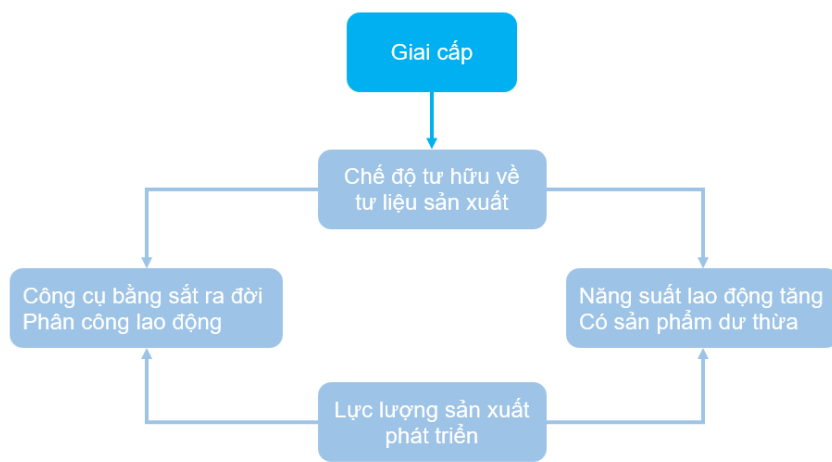 Giai cấp
Chế độ tư hữu về
tư liệu sản xuất
Công cụ bằng sắt ra đời
Phân công lao động
Năng suất lao động tăng
Có sản phẩm dư thừa
Lực lượng sản xuất
phát triển